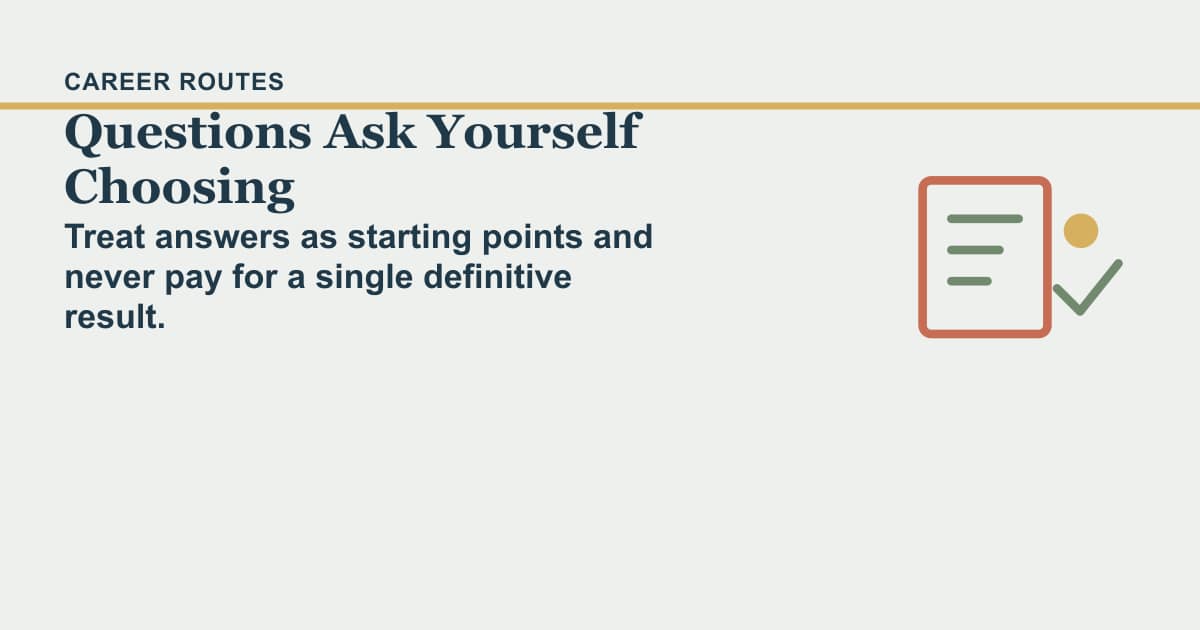 CAREER ROUTES
Questions Ask Yourself
Choosing
Treat answers as starting points and
never pay for a single definitive
result.